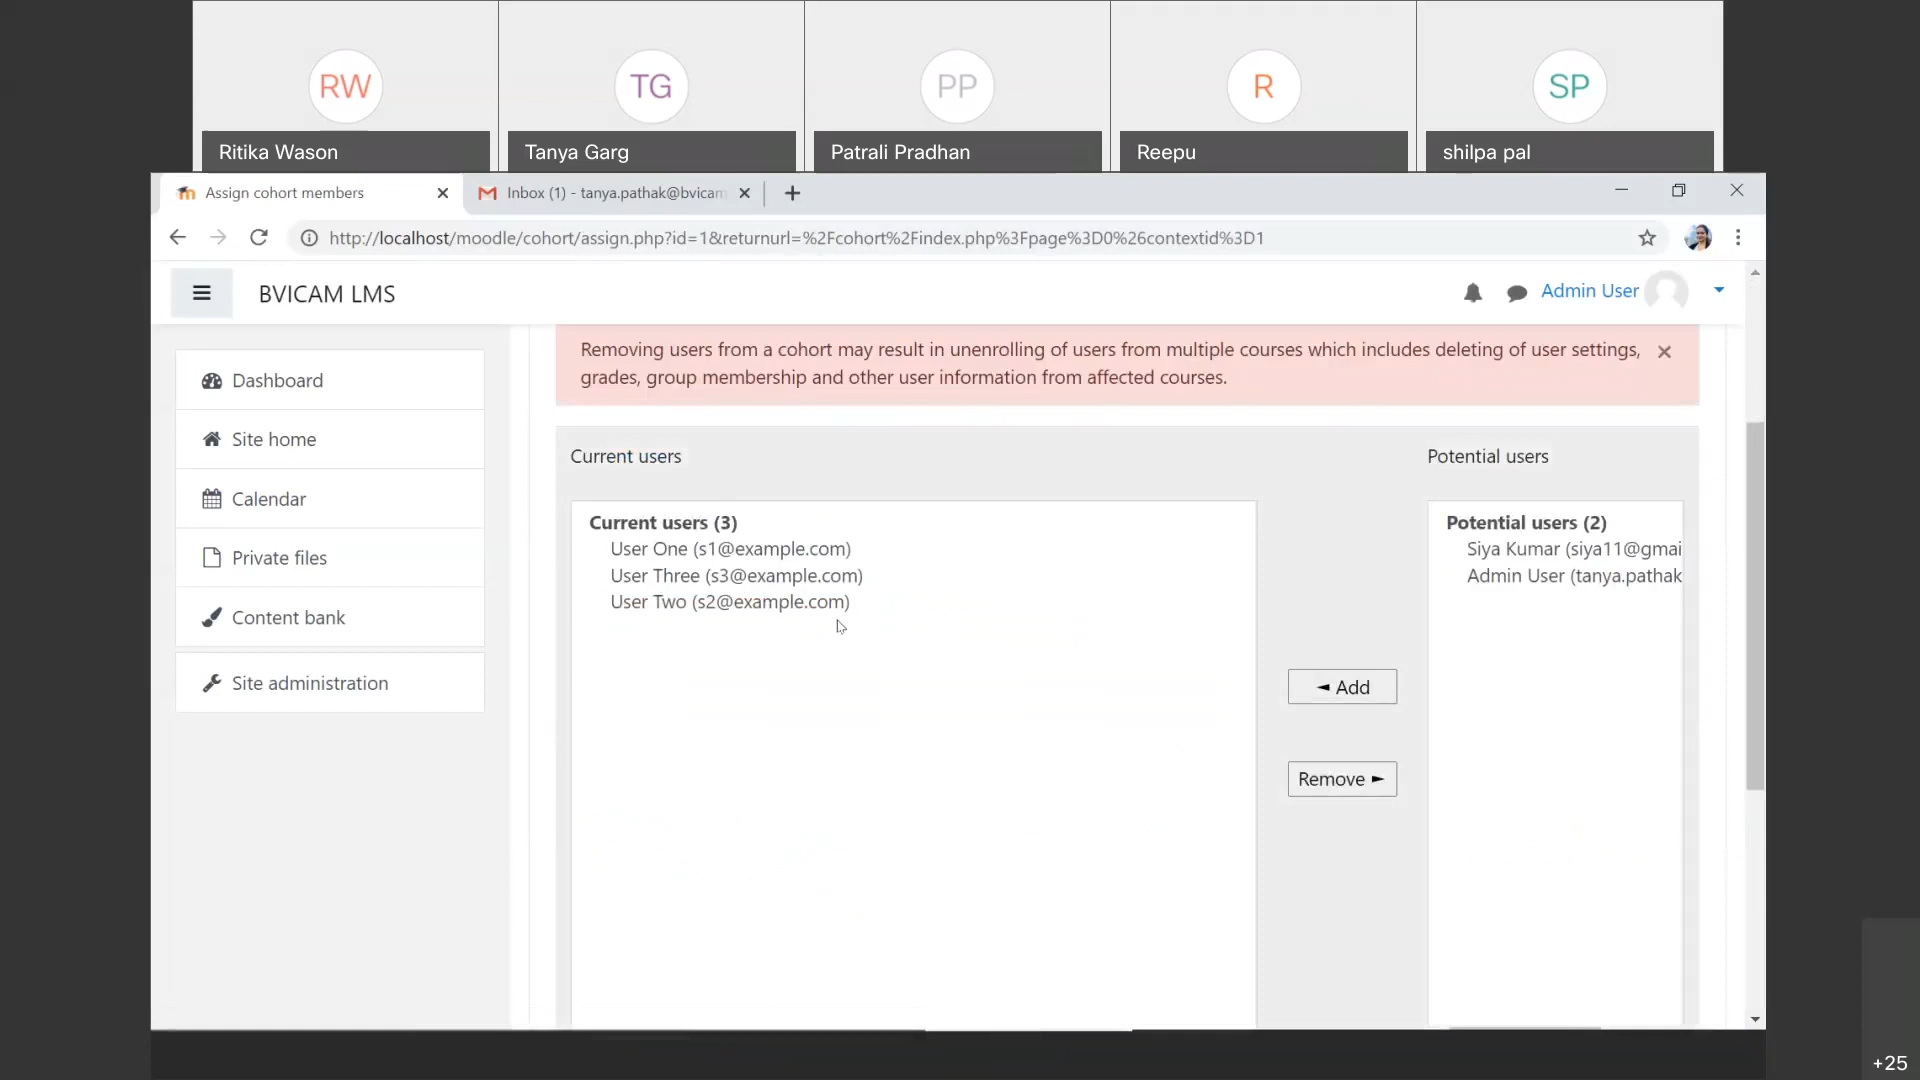 RW
TG
PP
R
SP
Ritika Wason
Tanya Garg
Patrali Pradhan
Reepu
shilpa pal
Assign cohort members
Inbox (1) - tanya.pathak@bvicam
http://localhost/moodle/cohort/assign.php?id=1&returnurl=%2Fcohort%2Findex.php%3Fpage%3D0%26contextid%3D1
BVICAM LMS
Admin User
Dashboard
Site home
Calendar
Private files
Content bank
Site administration
Removing users from a cohort may result in unenrolling of users from multiple courses which includes deleting of user settings,
grades, group membership and other user information from affected courses.
Current users
Current users (3)
User One (s1@example.com)
User Three (s3@example.com)
User Two (s2@example.com)
◄ Add
Remove ►
Potential users
Potential users (2)
Siya Kumar (siya11@gmai
Admin User (tanya.pathak
+25